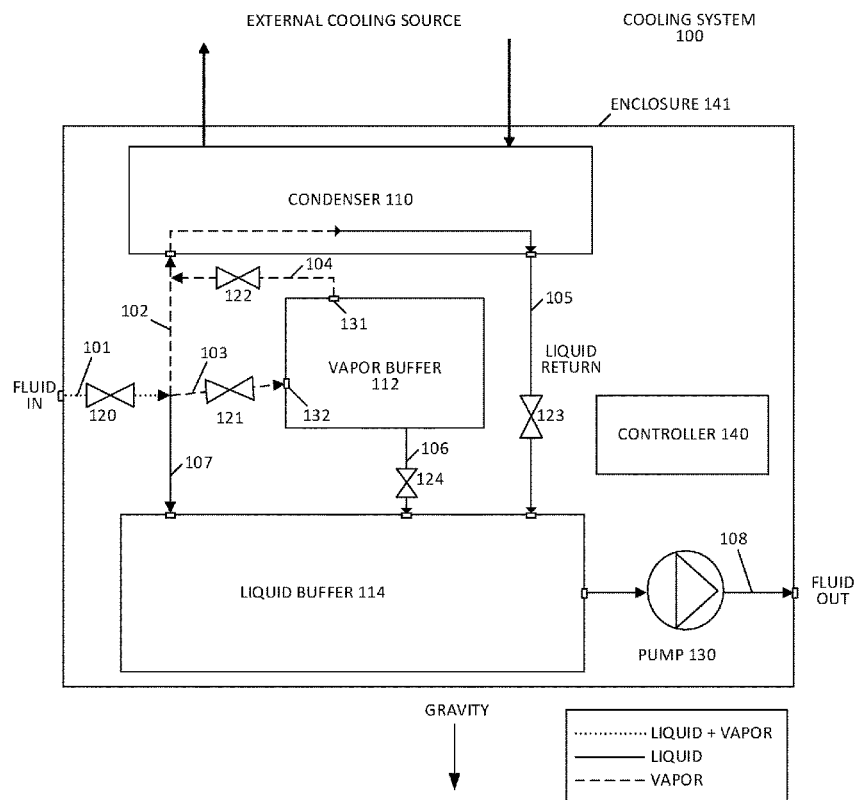 EXTERNAL COOLING SOURCE
COOLING SYSTEM
100
ENCLOSURE 141
CONDENSER 110
104
122
102
131
105
101
103
VAPOR BUFFER
112
LIQUID
RETURN
FLUID
IN
120
121
132
123
CONTROLLER 140
106
107
124
108
LIQUID BUFFER 114
FLUID
OUT
PUMP 130
GRAVITY
LIQUID + VAPOR
LIQUID
VAPOR